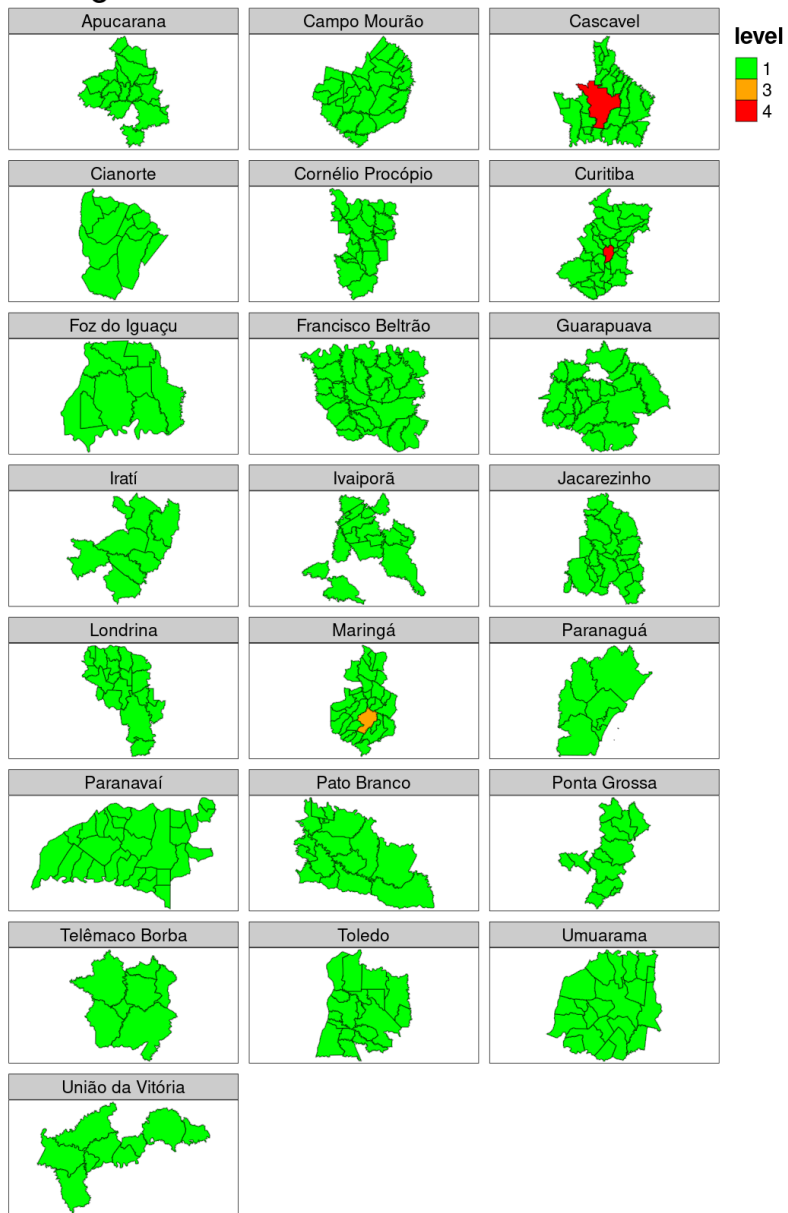 Apucarana
Campo Mourão
Cascavel
level
1
3
4
Cianorte
Cornélio Procópio
Curitiba
Foz do Iguaçu
Francisco Beltrão
Guarapuava
Iratí
Ivaiporã
Jacarezinho
Londrina
Maringá
Paranaguá
Paranavaí
Pato Branco
Ponta Grossa
Telêmaco Borba
Toledo
Umuarama
União da Vitória